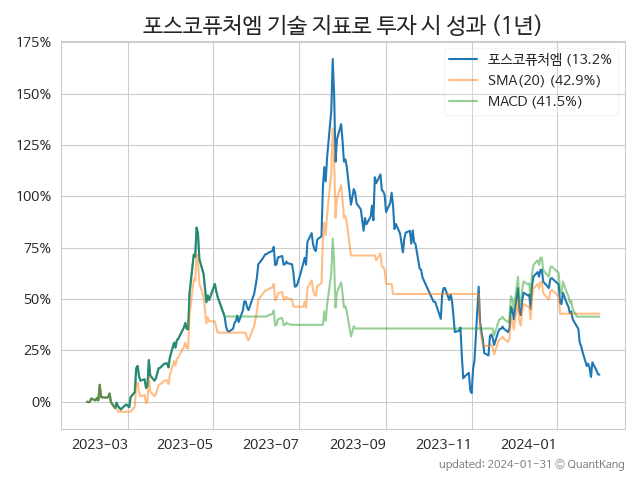 포스코퓨처엠 기술 지표로 투자 시 성과 (1년)
175%
150%
125%
100%
75%
50%
25%
0%
포스코퓨처엠 (13.2%
SMA(20) (42.9%)
MACD (41.5%)
2023-03
2023-05
2023-07
2023-09
2023-11
2024-01
updated: 2024-01-31 © QuantKang